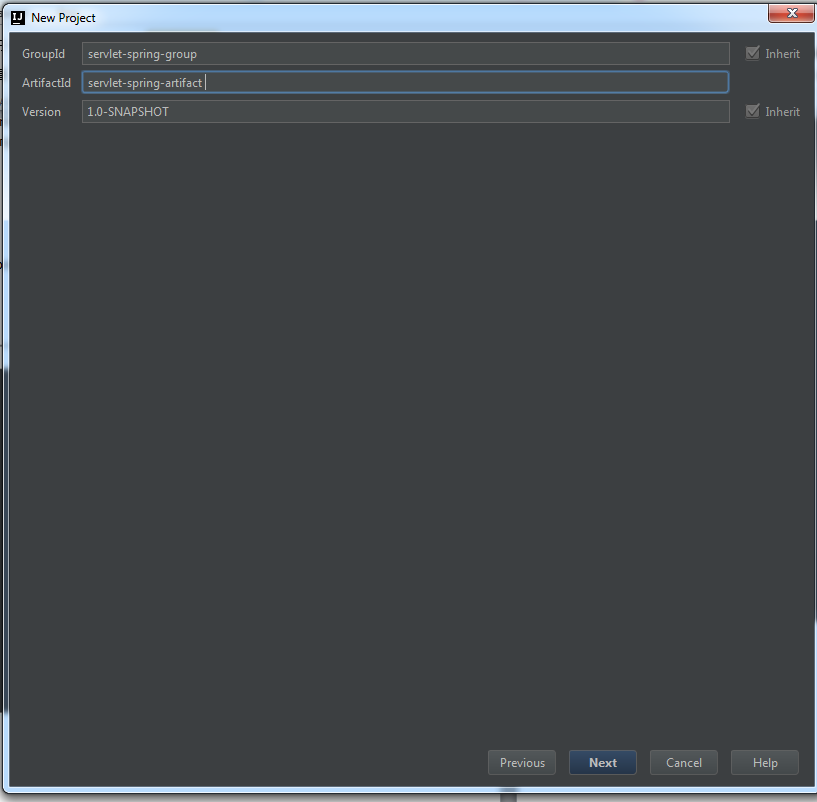 IJ New Project
GroupId servlet-spring-group Inherit
ArtifactId servlet-spring-artifact
Version 1.0-SNAPSHOT Inherit
Previous Next Cancel Help